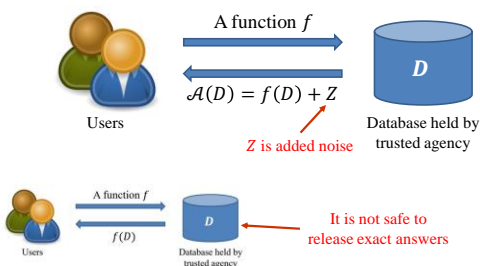 A function f
D
𝒜(D) = f(D) + Z
Users
Database held by
trusted agency
Z is added noise
A function f
f(D)
D
Users
Database held by
trusted agency
It is not safe to
release exact answers